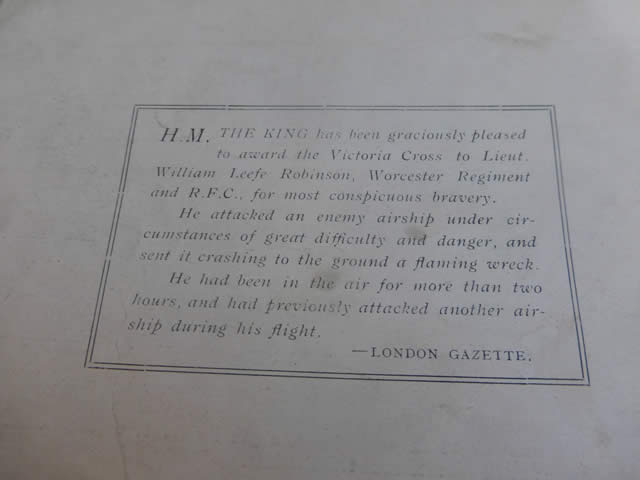 H.M. THE KING has been graciously pleased
to award the Victoria Cross to Lieut.
William Leefe Robinson, Worcester Regiment
and R.F.C., for most conspicuous bravery.
He attacked an enemy airship under cir-
cumstances of great difficulty and danger, and
sent it crashing to the ground a flaming wreck.
He had been in the air for more than two
hours, and had previously attacked another air-
ship during his flight.
—LONDON GAZETTE.